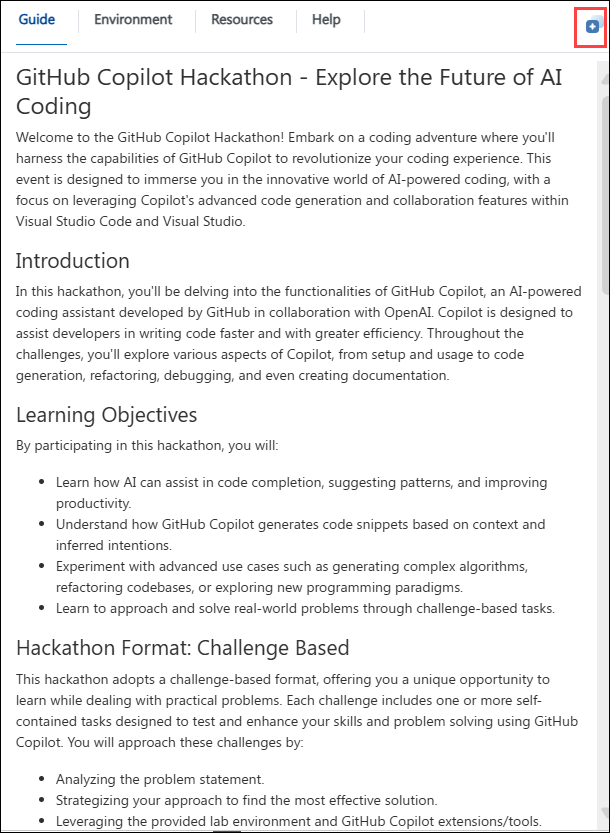 Guide Environment Resources Help
GitHub Copilot Hackathon - Explore the Future of AI
Coding
Welcome to the GitHub Copilot Hackathon! Embark on a coding adventure where you'll
harness the capabilities of GitHub Copilot to revolutionize your coding experience. This
event is designed to immerse you in the innovative world of AI-powered coding, with a
focus on leveraging Copilot's advanced code generation and collaboration features within
Visual Studio Code and Visual Studio.
Introduction
In this hackathon, you'll be delving into the functionalities of GitHub Copilot, an AI-powered
coding assistant developed by GitHub in collaboration with OpenAI. Copilot is designed to
assist developers in writing code faster and with greater efficiency. Throughout the
challenges, you'll explore various aspects of Copilot, from setup and usage to code
generation, refactoring, debugging, and even creating documentation.
Learning Objectives
By participating in this hackathon, you will:
• Learn how AI can assist in code completion, suggesting patterns, and improving
productivity.
• Understand how GitHub Copilot generates code snippets based on context and
inferred intentions.
• Experiment with advanced use cases such as generating complex algorithms,
refactoring codebases, or exploring new programming paradigms.
• Learn to approach and solve real-world problems through challenge-based tasks.
Hackathon Format: Challenge Based
This hackathon adopts a challenge-based format, offering you a unique opportunity to
learn while dealing with practical problems. Each challenge includes one or more self-
contained tasks designed to test and enhance your skills and problem solving using GitHub
Copilot. You will approach these challenges by:
• Analyzing the problem statement.
• Strategizing your approach to find the most effective solution.
• Leveraging the provided lab environment and GitHub Copilot extensions/tools.